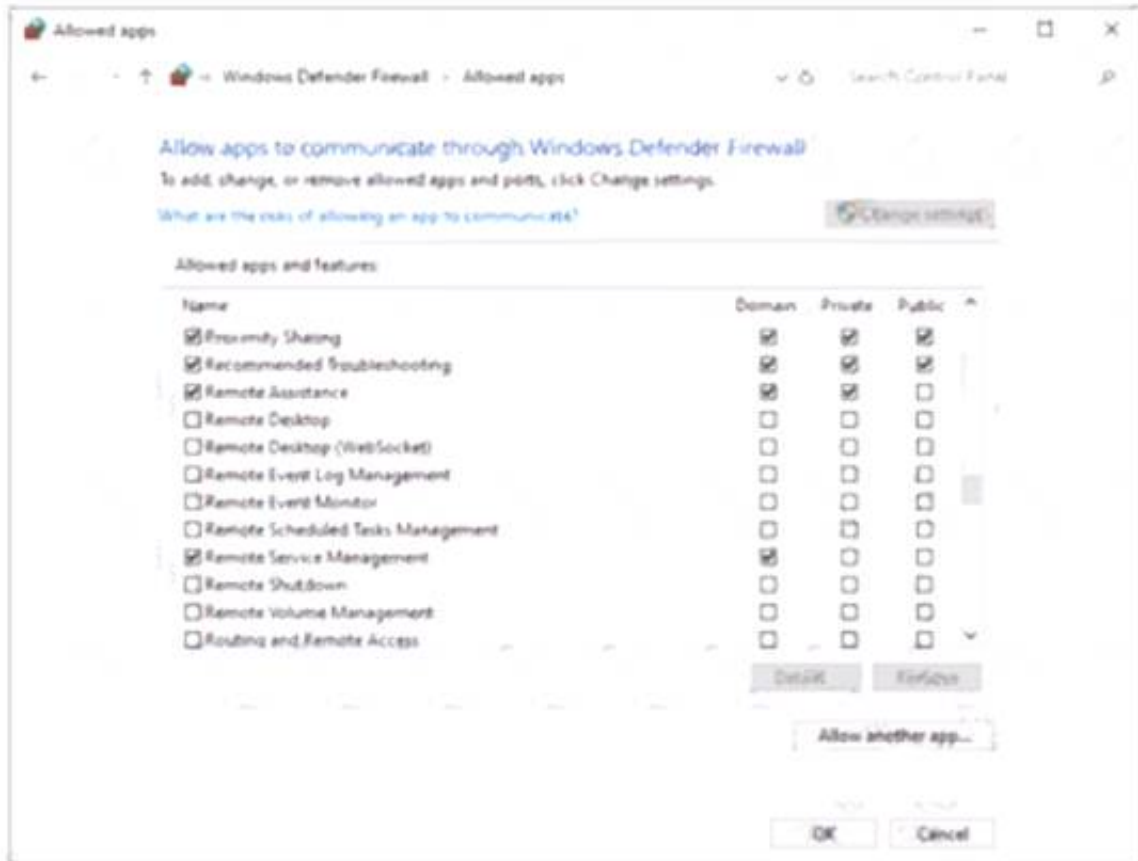 Allowed apps
Windows Defender Firewall Allowed apps
Search Control Panel
Allow apps to communicate through Windows Defender Firewall
To add, change, or remove allowed apps and ports, click Change settings.
What are the risks of allowing an app to communicate?
Change settings
Allowed apps and features:
Name Domain Private Public
Proximity Sharing
Recommended Troubleshooting
Remote Assistance
Remote Desktop
Remote Desktop (WebSocket)
Remote Event Log Management
Remote Event Monitor
Remote Scheduled Tasks Management
Remote Service Management
Remote Shutdown
Remote Volume Management
Routing and Remote Access
Details... Remove
Allow another app...
OK Cancel